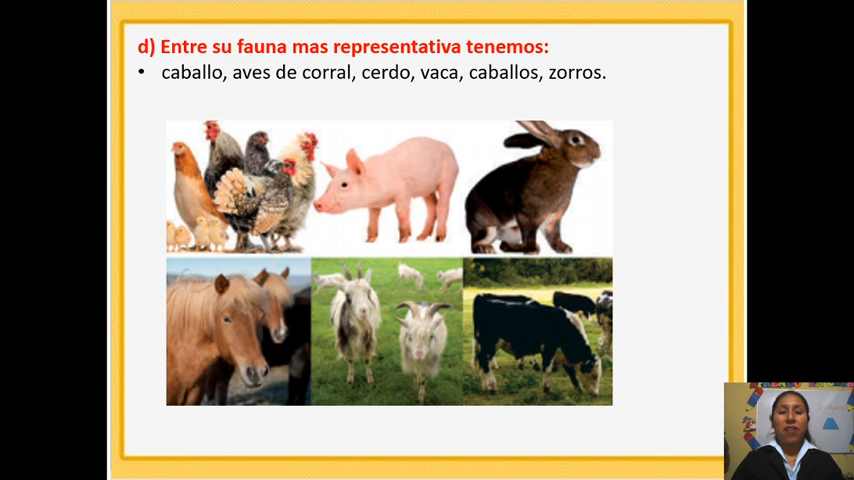 d) Entre su fauna mas representativa tenemos:
• caballo, aves de corral, cerdo, vaca, caballos, zorros.